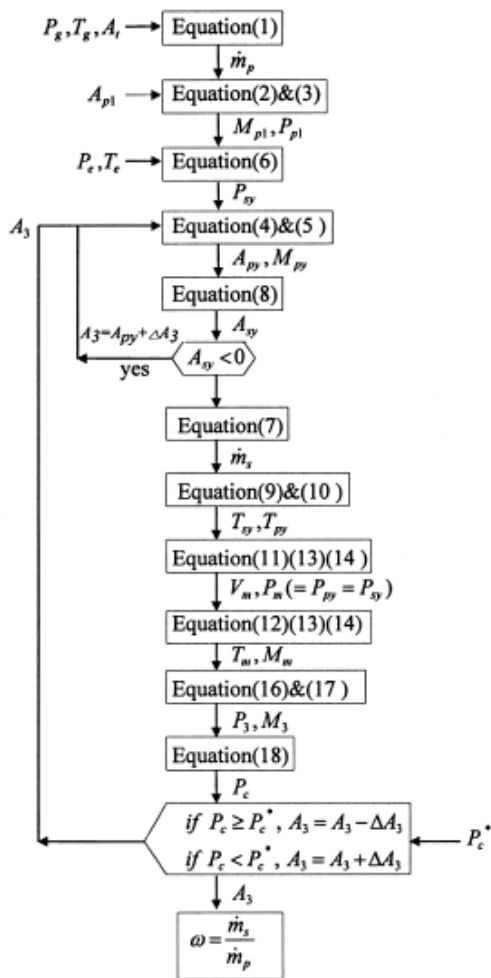 P_g, T_g, A_t
Equation(1)
ṁ_p
A_p1
Equation(2)&(3)
M_p1, P_p1
P_e, T_e
Equation(6)
P_sy
A_3
Equation(4)&(5 )
A_py, M_py
Equation(8)
A_sy
A_3=A_py+△A_3
A_sy <0
yes
Equation(7)
ṁ_s
Equation(9)&(10 )
T_sy, T_py
Equation(11)(13)(14 )
V_m, P_m (= P_py = P_sy)
Equation(12)(13)(14)
T_m, M_m
Equation(16)&(17 )
P_3, M_3
Equation(18)
P_c
if P_c ≥ P_c*, A_3 = A_3 − ΔA_3
if P_c < P_c*, A_3 = A_3 + ΔA_3
P_c*
A_3
ω = ṁ_s / ṁ_p